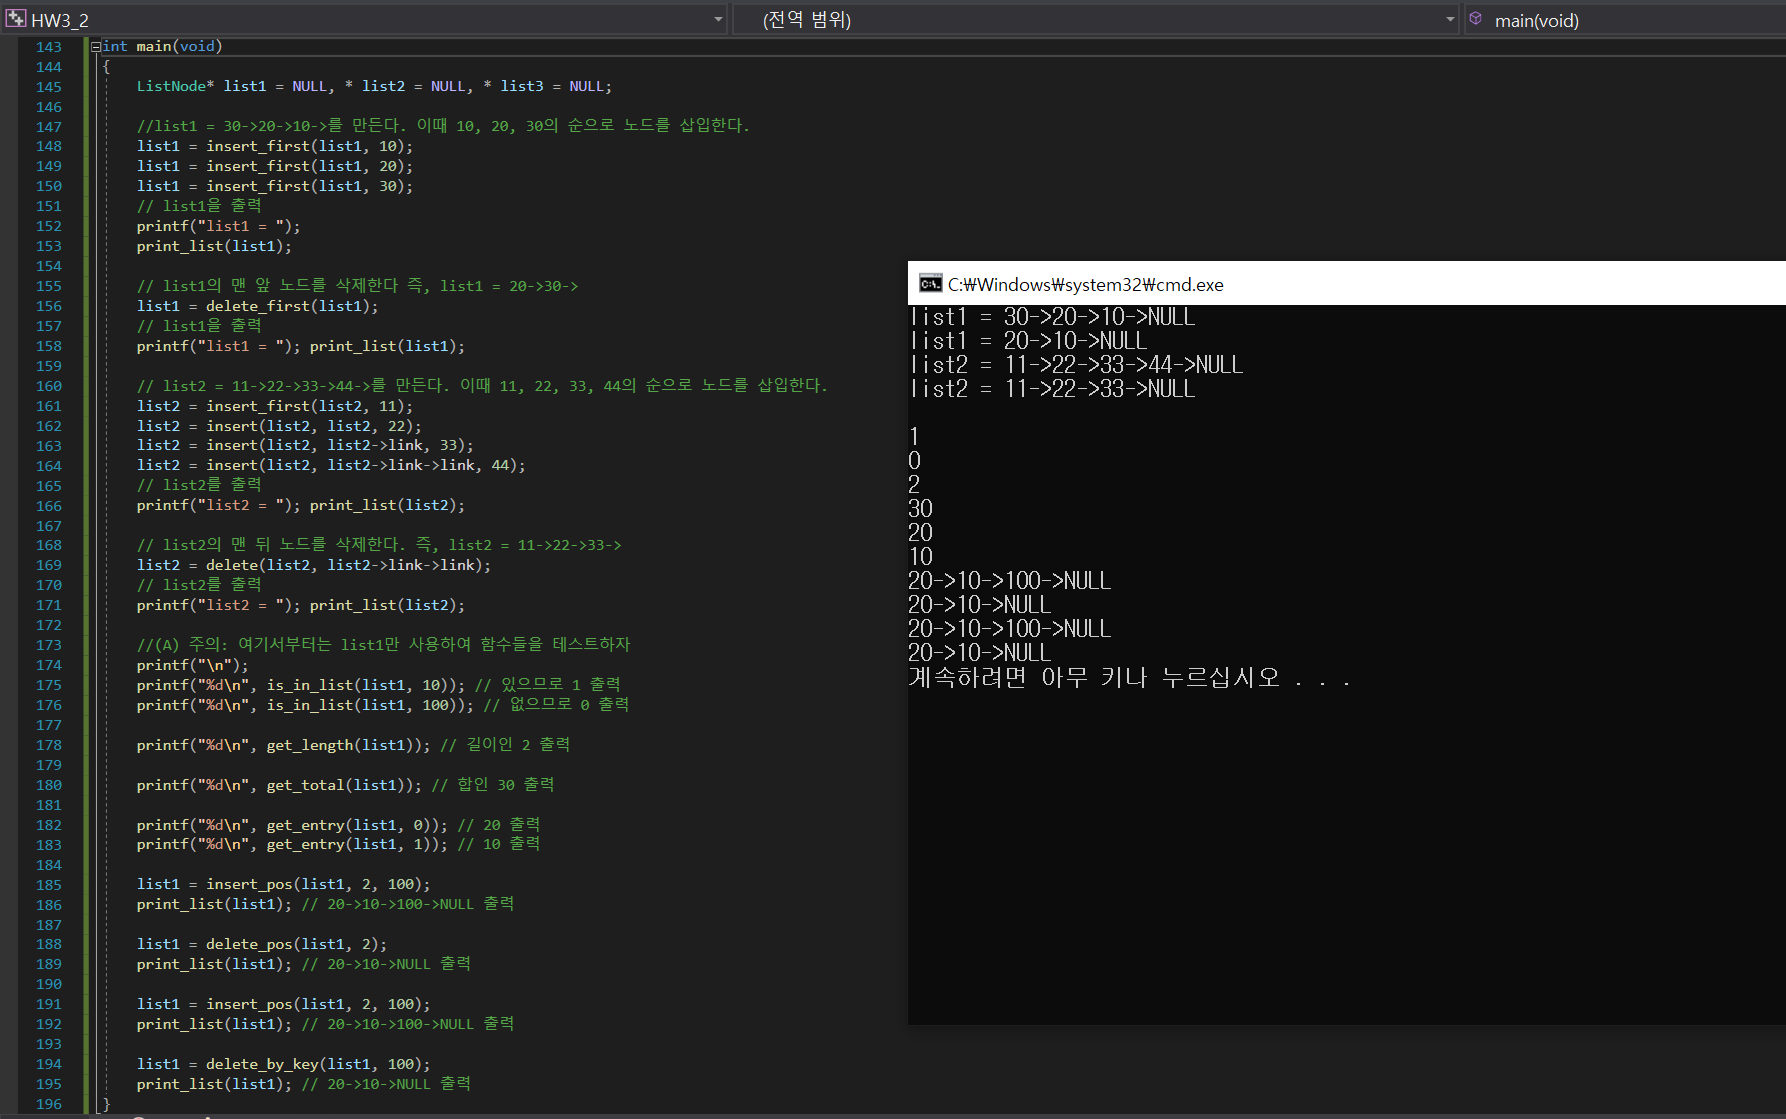 HW3_2 (전역 범위) main(void)
143 int main(void)
144 {
145 ListNode* list1 = NULL, * list2 = NULL, * list3 = NULL;
146
147 //list1 = 30->20->10->를 만든다. 이때 10, 20, 30의 순으로 노드를 삽입한다.
148 list1 = insert_first(list1, 10);
149 list1 = insert_first(list1, 20);
150 list1 = insert_first(list1, 30);
151 // list1을 출력
152 printf("list1 = ");
153 print_list(list1);
154
155 // list1의 맨 앞 노드를 삭제한다 즉, list1 = 20->30->
156 list1 = delete_first(list1);
157 // list1을 출력
158 printf("list1 = "); print_list(list1);
159
160 // list2 = 11->22->33->44->를 만든다. 이때 11, 22, 33, 44의 순으로 노드를 삽입한다.
161 list2 = insert_first(list2, 11);
162 list2 = insert(list2, list2, 22);
163 list2 = insert(list2, list2->link, 33);
164 list2 = insert(list2, list2->link->link, 44);
165 // list2를 출력
166 printf("list2 = "); print_list(list2);
167
168 // list2의 맨 뒤 노드를 삭제한다. 즉, list2 = 11->22->33->
169 list2 = delete(list2, list2->link->link);
170 // list2를 출력
171 printf("list2 = "); print_list(list2);
172
173 //(A) 주의: 여기서부터는 list1만 사용하여 함수들을 테스트하자
174 printf("\n");
175 printf("%d\n", is_in_list(list1, 10)); // 있으므로 1 출력
176 printf("%d\n", is_in_list(list1, 100)); // 없으므로 0 출력
177
178 printf("%d\n", get_length(list1)); // 길이인 2 출력
179
180 printf("%d\n", get_total(list1)); // 합인 30 출력
181
182 printf("%d\n", get_entry(list1, 0)); // 20 출력
183 printf("%d\n", get_entry(list1, 1)); // 10 출력
184
185 list1 = insert_pos(list1, 2, 100);
186 print_list(list1); // 20->10->100->NULL 출력
187
188 list1 = delete_pos(list1, 2);
189 print_list(list1); // 20->10->NULL 출력
190
191 list1 = insert_pos(list1, 2, 100);
192 print_list(list1); // 20->10->100->NULL 출력
193
194 list1 = delete_by_key(list1, 100);
195 print_list(list1); // 20->10->NULL 출력
196 }
C:\Windows\system32\cmd.exe
list1 = 30->20->10->NULL
list1 = 20->10->NULL
list2 = 11->22->33->44->NULL
list2 = 11->22->33->NULL

1
0
2
30
20
10
20->10->100->NULL
20->10->NULL
20->10->100->NULL
20->10->NULL
계속하려면 아무 키나 누르십시오 . . .